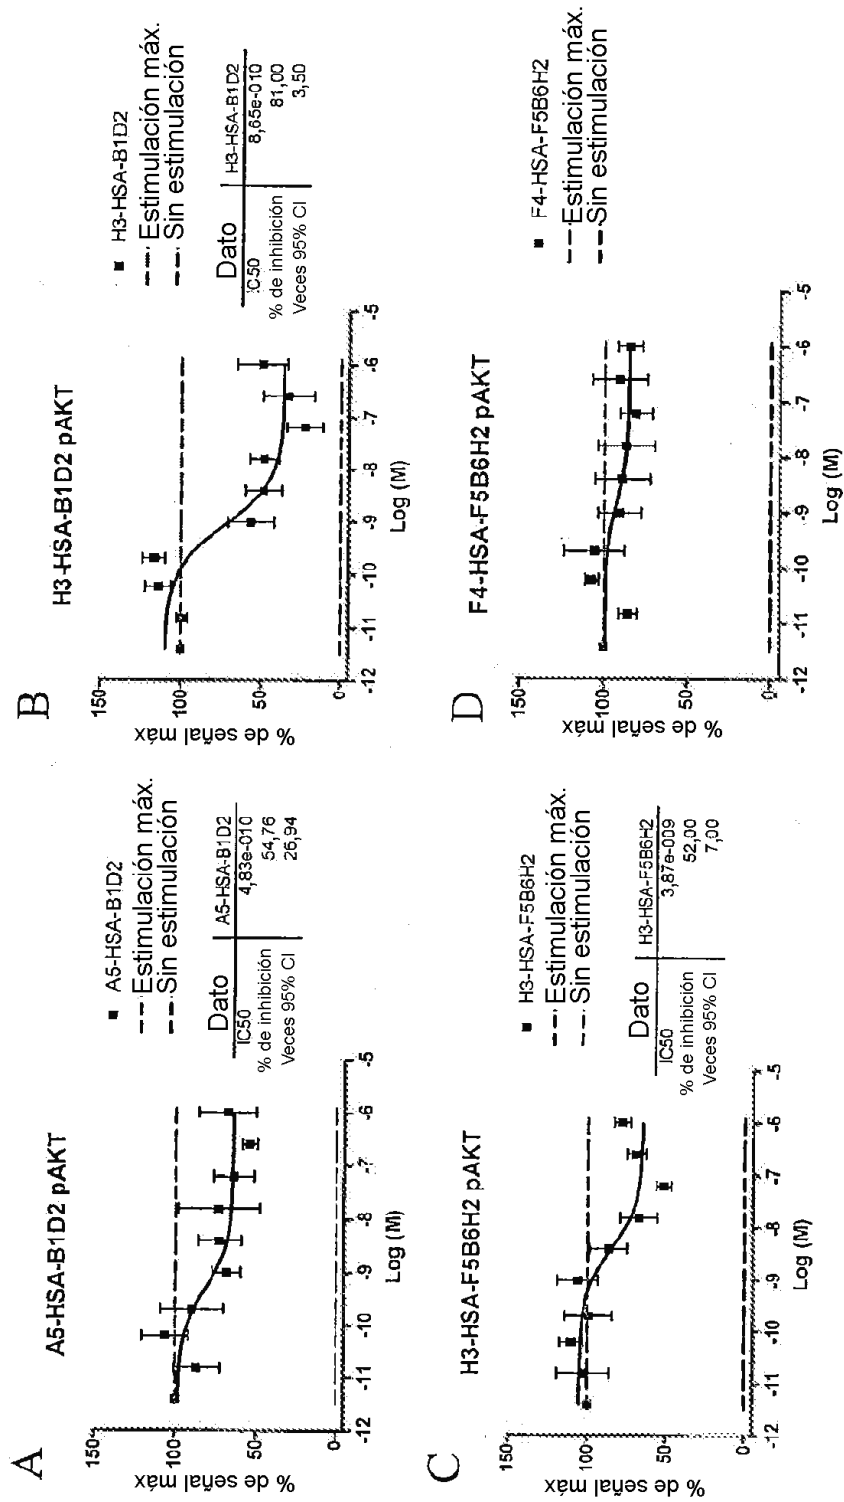 A
A5-HSA-B1D2 pAKT
% de señal máx
150
100
50
0
-12
-11
-10
-9
-8
-7
-6
-5
Log (M)
A5-HSA-B1D2
Estimulación máx.
Sin estimulación
Dato
A5-HSA-B1D2
IC50
4,83e-010
% de inhibición
54,76
Veces 95% CI
26,94
B
H3-HSA-B1D2 pAKT
% de señal máx
150
100
50
0
-12
-11
-10
-9
-8
-7
-6
-5
Log (M)
H3-HSA-B1D2
Estimulación máx.
Sin estimulación
Dato
H3-HSA-B1D2
IC50
8,65e-010
% de inhibición
81,00
Veces 95% CI
3,50
C
H3-HSA-F5B6H2 pAKT
% de señal máx
150
100
50
0
-12
-11
-10
-9
-8
-7
-6
-5
Log (M)
H3-HSA-F5B6H2
Estimulación máx.
Sin estimulación
Dato
H3-HSA-F5B6H2
IC50
3,87e-009
% de inhibición
52,00
Veces 95% CI
7,00
D
F4-HSA-F5B6H2 pAKT
% de señal máx
150
100
50
0
-12
-11
-10
-9
-8
-7
-6
-5
Log (M)
F4-HSA-F5B6H2
Estimulación máx.
Sin estimulación